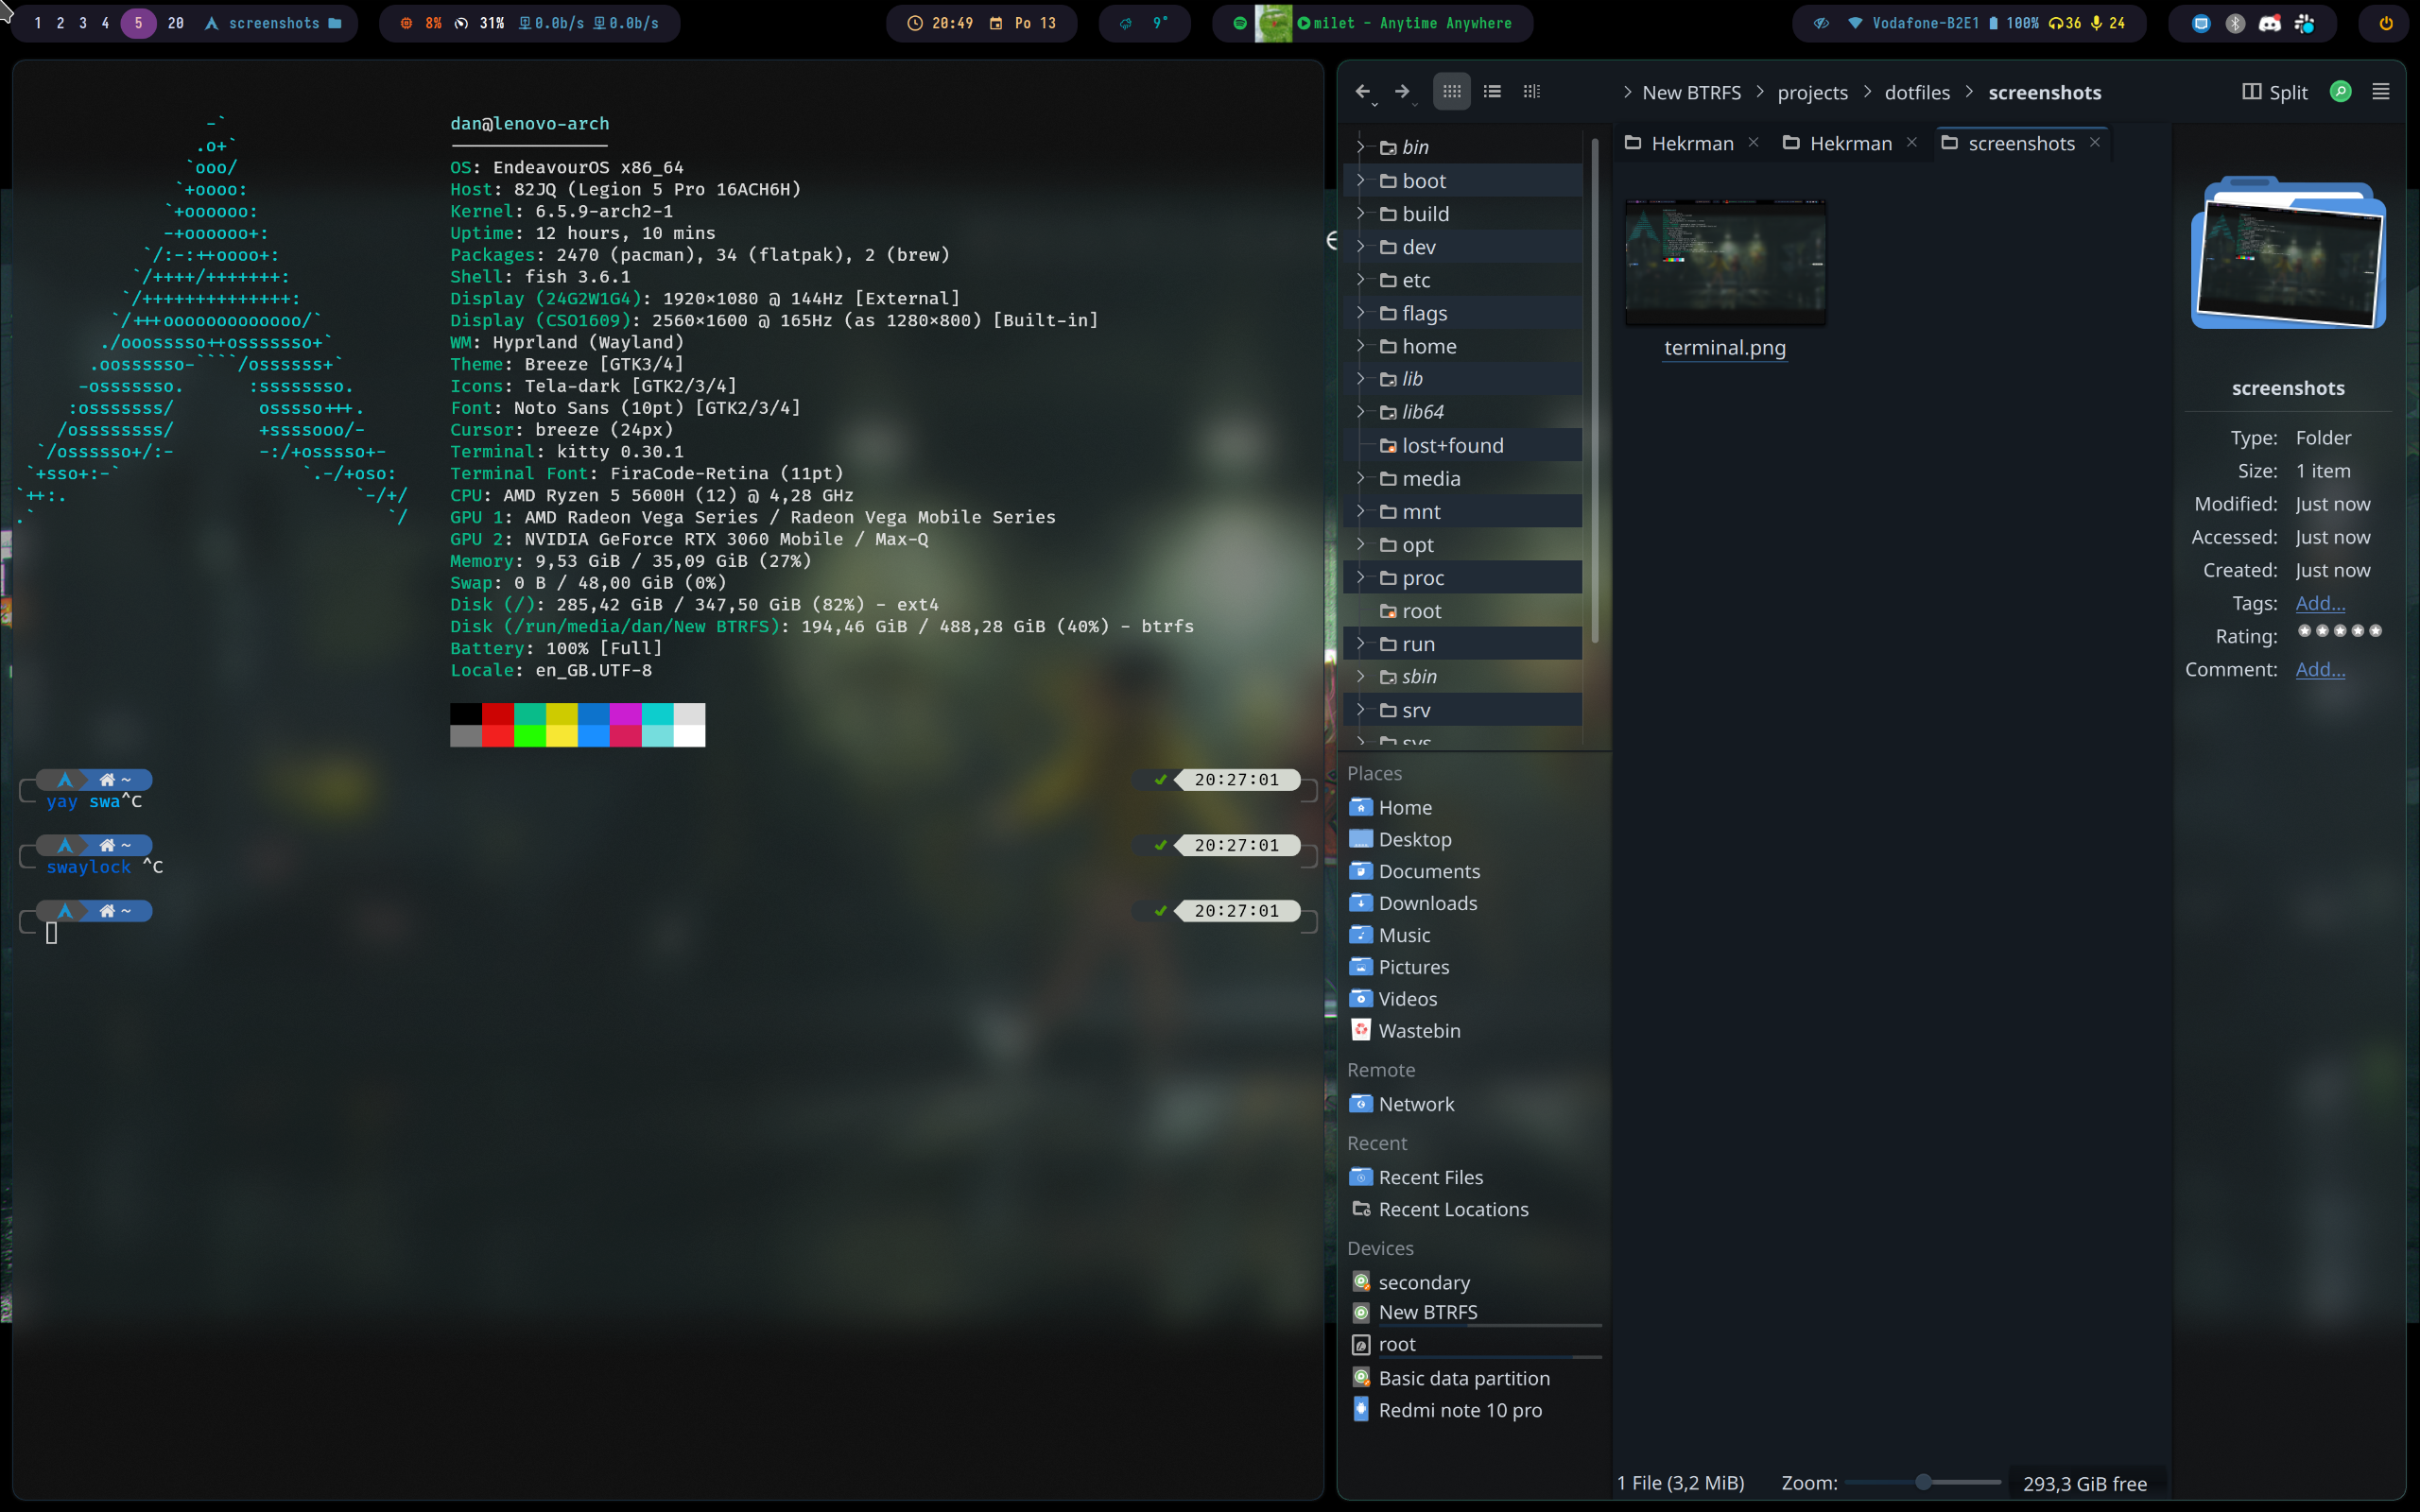 1 2 3 4 5 20 screenshots
8% 31% 0.0b/s 0.0b/s
20:49 Po 13
9°
milet - Anytime Anywhere
Vodafone-B2E1 100% 36 24
dan@lenovo-arch
OS: EndeavourOS x86_64
Host: 82JQ (Legion 5 Pro 16ACH6H)
Kernel: 6.5.9-arch2-1
Uptime: 12 hours, 10 mins
Packages: 2470 (pacman), 34 (flatpak), 2 (brew)
Shell: fish 3.6.1
Display (24G2W1G4): 1920×1080 @ 144Hz [External]
Display (CSO1609): 2560×1600 @ 165Hz (as 1280×800) [Built-in]
WM: Hyprland (Wayland)
Theme: Breeze [GTK3/4]
Icons: Tela-dark [GTK2/3/4]
Font: Noto Sans (10pt) [GTK2/3/4]
Cursor: breeze (24px)
Terminal: kitty 0.30.1
Terminal Font: FiraCode-Retina (11pt)
CPU: AMD Ryzen 5 5600H (12) @ 4,28 GHz
GPU 1: AMD Radeon Vega Series / Radeon Vega Mobile Series
GPU 2: NVIDIA GeForce RTX 3060 Mobile / Max-Q
Memory: 9,53 GiB / 35,09 GiB (27%)
Swap: 0 B / 48,00 GiB (0%)
Disk (/): 285,42 GiB / 347,50 GiB (82%) - ext4
Disk (/run/media/dan/New BTRFS): 194,46 GiB / 488,28 GiB (40%) - btrfs
Battery: 100% [Full]
Locale: en_GB.UTF-8
~ 20:27:01
yay swa^C
~ 20:27:01
swaylock ^C
~ 20:27:01
> New BTRFS > projects > dotfiles > screenshots
Split
bin
boot
build
dev
etc
flags
home
lib
lib64
lost+found
media
mnt
opt
proc
root
run
sbin
srv
sys
Places
Home
Desktop
Documents
Downloads
Music
Pictures
Videos
Wastebin
Remote
Network
Recent
Recent Files
Recent Locations
Devices
secondary
New BTRFS
root
Basic data partition
Redmi note 10 pro
Hekrman
Hekrman
screenshots
terminal.png
1 File (3,2 MiB)
Zoom:
293,3 GiB free
screenshots
Type: Folder
Size: 1 item
Modified: Just now
Accessed: Just now
Created: Just now
Tags: Add...
Rating:
Comment: Add...